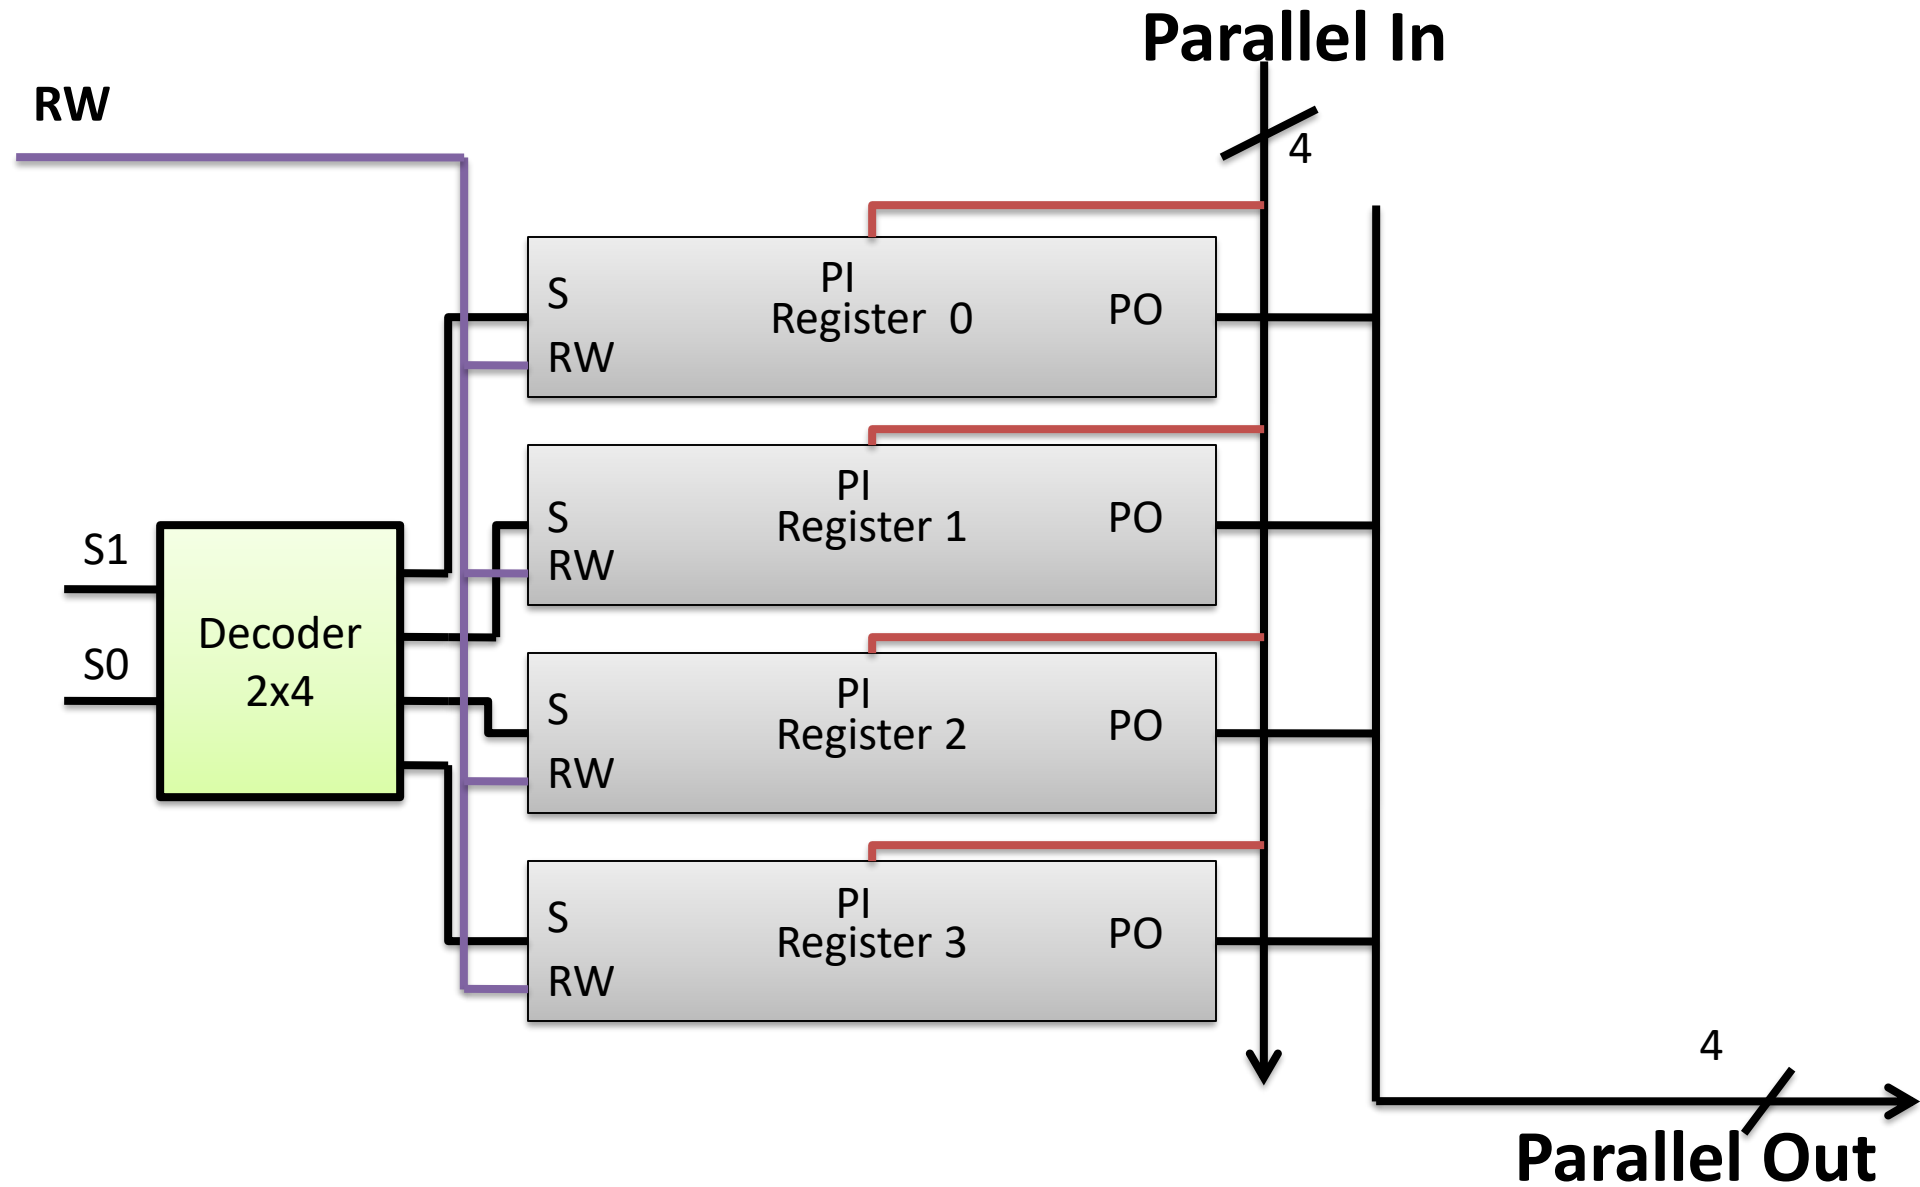 Parallel In
RW
4
S
PI
Register 0
PO
RW
S
PI
Register 1
PO
RW
S1
Decoder
2x4
S0
S
PI
Register 2
PO
RW
S
PI
Register 3
PO
RW
4
Parallel Out